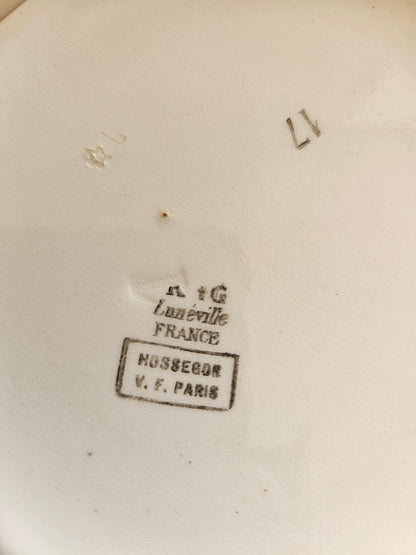 17
K & G
Lunéville
FRANCE
HOSSEGOR
V. F. PARIS